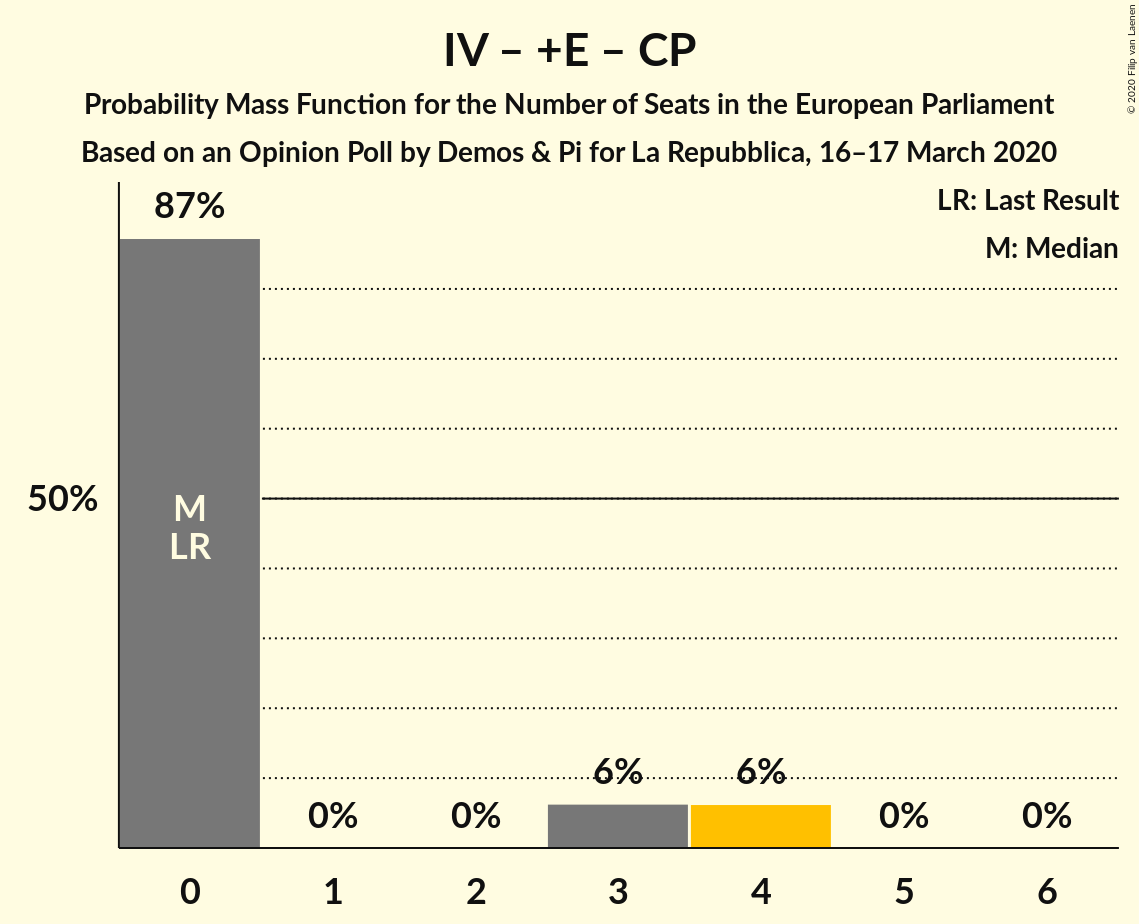 IV – +E – CP
Probability Mass Function for the Number of Seats in the European Parliament
Based on an Opinion Poll by Demos & Pi for La Repubblica, 16–17 March 2020
© 2020 Filip van Laenen
LR: Last Result
M: Median
87%
50%
M
LR
6%
6%
0%
0%
0%
0%
0
1
2
3
4
5
6